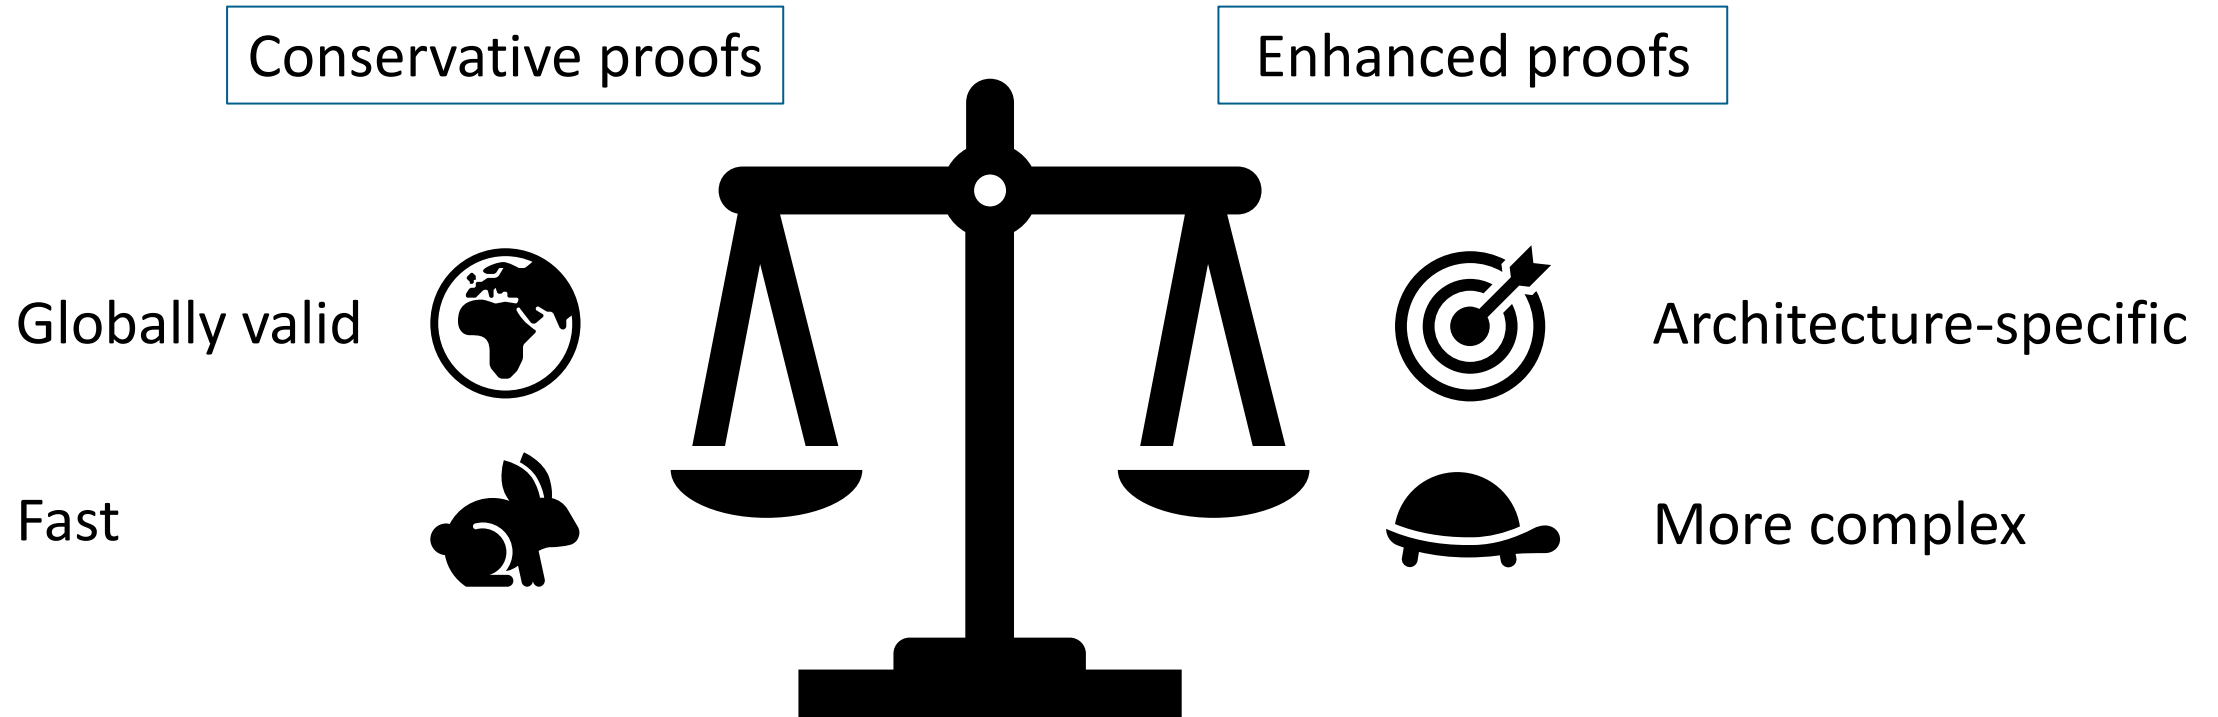 Conservative proofs
Enhanced proofs
Globally valid
Architecture-specific
Fast
More complex